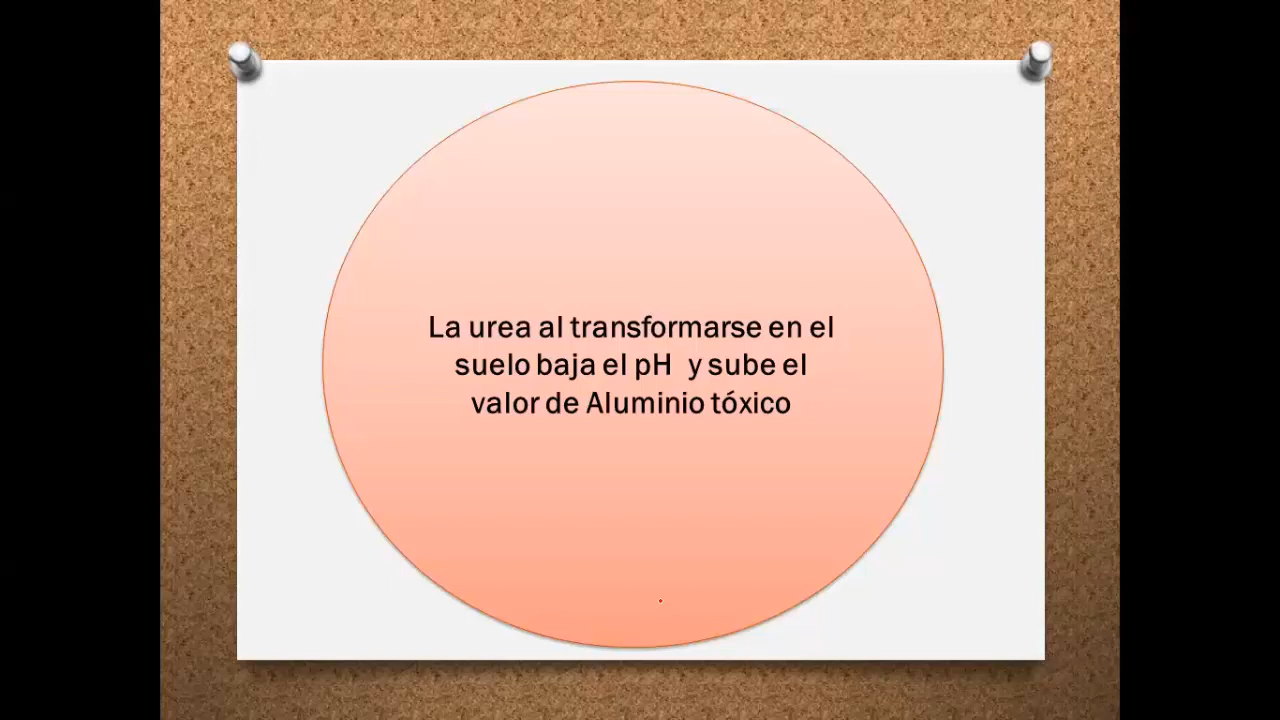 La urea al transformarse en el
suelo baja el pH y sube el
valor de Aluminio tóxico